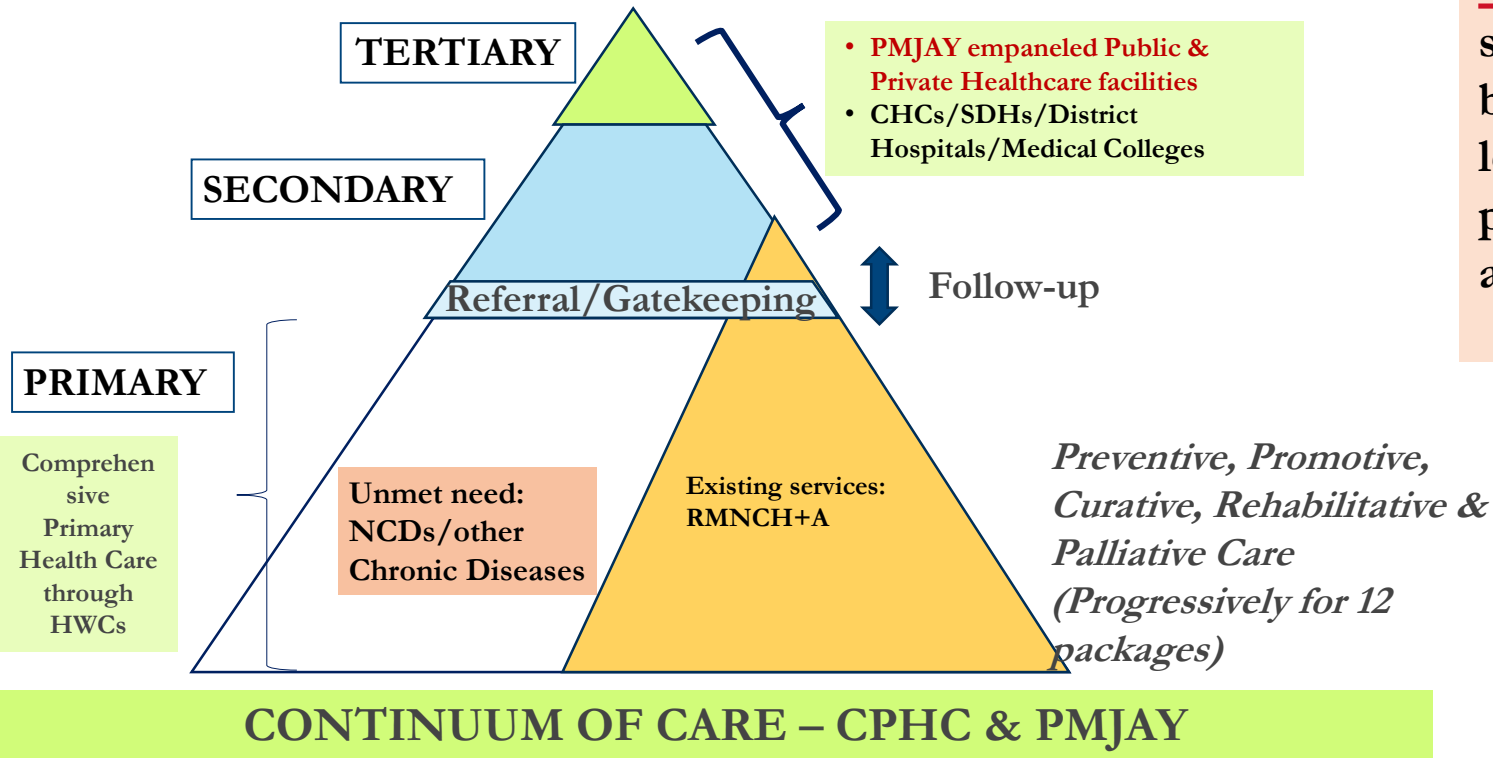 TERTIARY
• PMJAY empaneled Public &
Private Healthcare facilities
• CHCs/SDHs/District
Hospitals/Medical Colleges
SECONDARY
Referral/Gatekeeping
Follow-up
PRIMARY
Comprehen
sive
Primary
Health Care
through
HWCs
Unmet need:
NCDs/other
Chronic Diseases
Existing services:
RMNCH+A
Preventive, Promotive,
Curative, Rehabilitative &
Palliative Care
(Progressively for 12
packages)
CONTINUUM OF CARE – CPHC & PMJAY